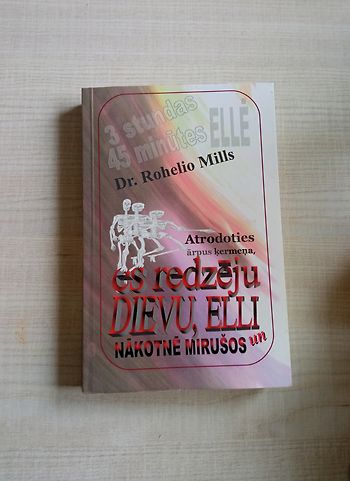 3 stundas
45 minūtes ELLĒ
Dr. Rohelio Mills
Atrodoties
ārpus ķermeņa,
es redzēju
DIEVU, ELLI
un
NĀKOTNĒ MIRUŠOS